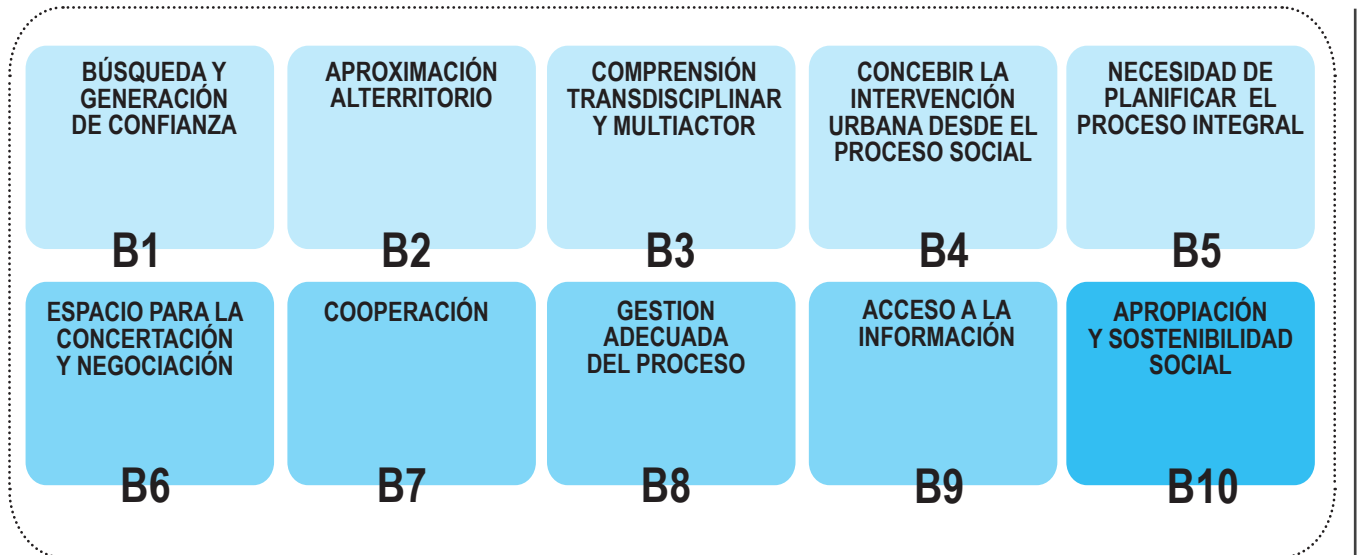 BÚSQUEDA Y
GENERACIÓN
DE CONFIANZA
B1
APROXIMACIÓN
ALTERRITORIO
B2
COMPRENSIÓN
TRANSDISCIPLINAR
Y MULTIACTOR
B3
CONCEBIR LA
INTERVENCIÓN
URBANA DESDE EL
PROCESO SOCIAL
B4
NECESIDAD DE
PLANIFICAR EL
PROCESO INTEGRAL
B5
ESPACIO PARA LA
CONCERTACIÓN
Y NEGOCIACIÓN
B6
COOPERACIÓN
B7
GESTION
ADECUADA
DEL PROCESO
B8
ACCESO A LA
INFORMACIÓN
B9
APROPIACIÓN
Y SOSTENIBILIDAD
SOCIAL
B10